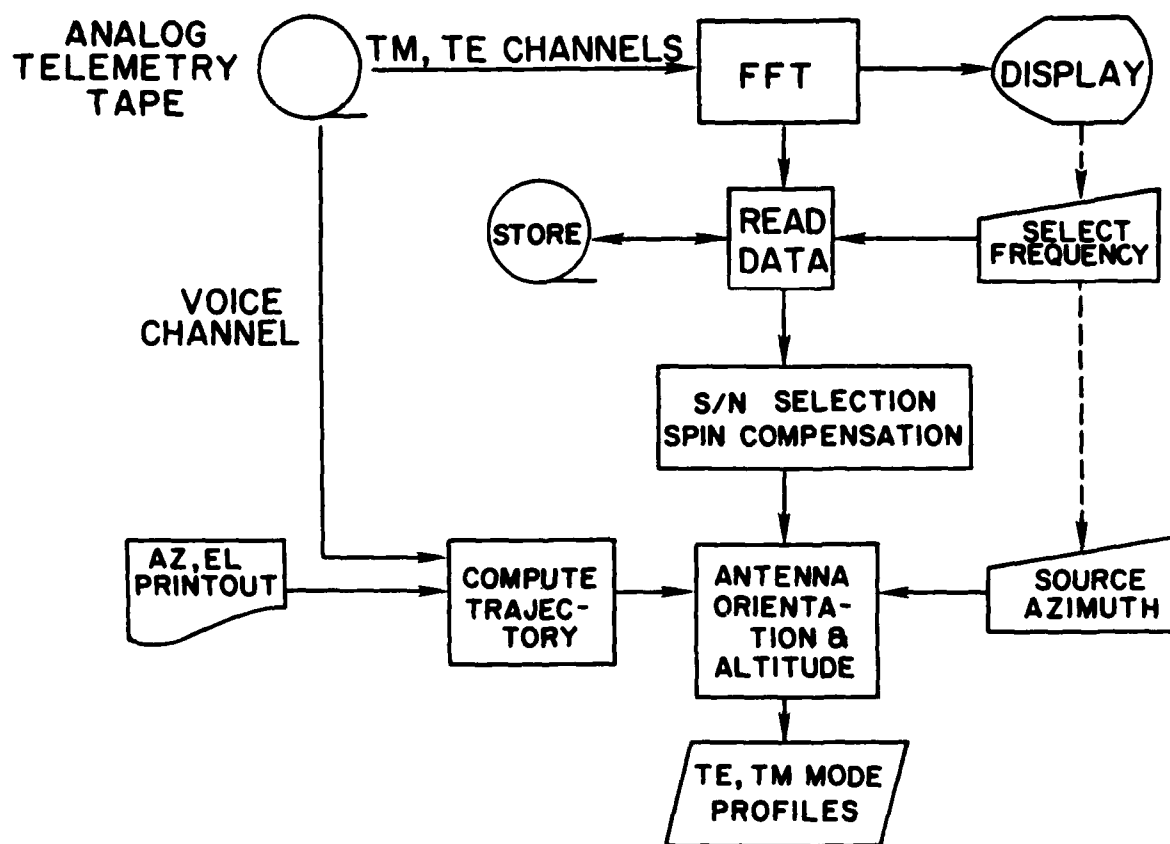 ANALOG
TELEMETRY
TAPE
TM, TE CHANNELS
FFT
DISPLAY
STORE
READ
DATA
SELECT
FREQUENCY
VOICE
CHANNEL
S/N SELECTION
SPIN COMPENSATION
AZ, EL
PRINTOUT
COMPUTE
TRAJEC-
TORY
ANTENNA
ORIENTA-
TION &
ALTITUDE
SOURCE
AZIMUTH
TE, TM MODE
PROFILES